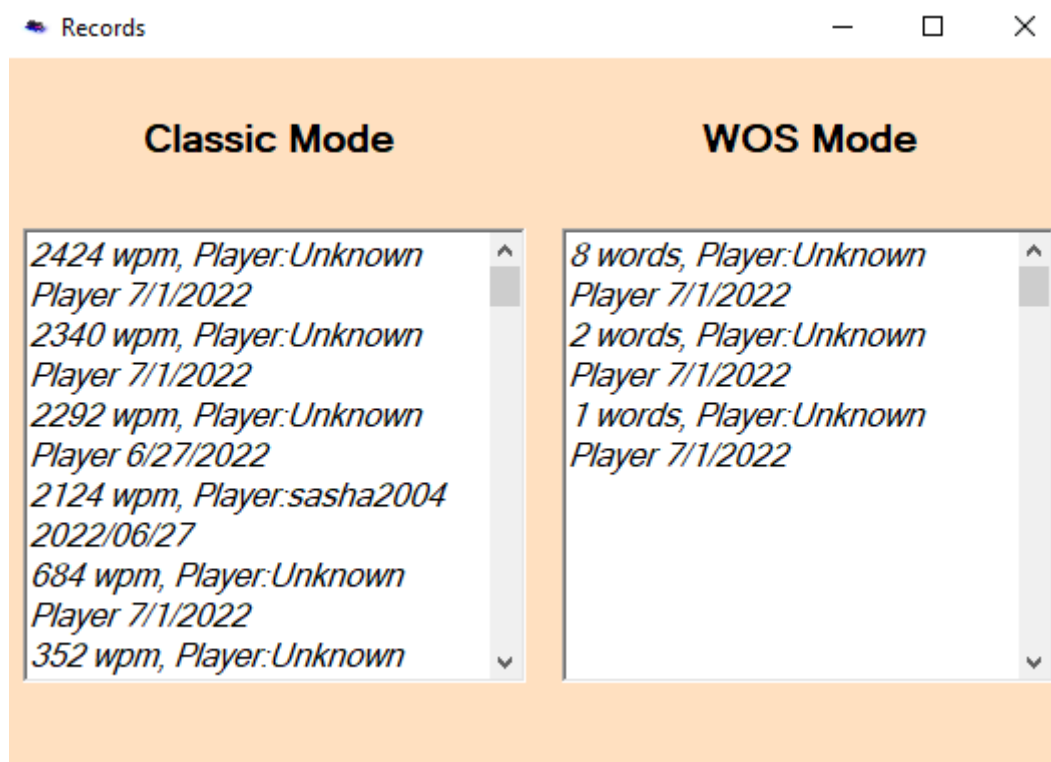 Records
Classic Mode
2424 wpm, Player:Unknown
Player 7/1/2022
2340 wpm, Player:Unknown
Player 7/1/2022
2292 wpm, Player:Unknown
Player 6/27/2022
2124 wpm, Player:sasha2004
2022/06/27
684 wpm, Player:Unknown
Player 7/1/2022
352 wpm, Player:Unknown
WOS Mode
8 words, Player:Unknown
Player 7/1/2022
2 words, Player:Unknown
Player 7/1/2022
1 words, Player:Unknown
Player 7/1/2022